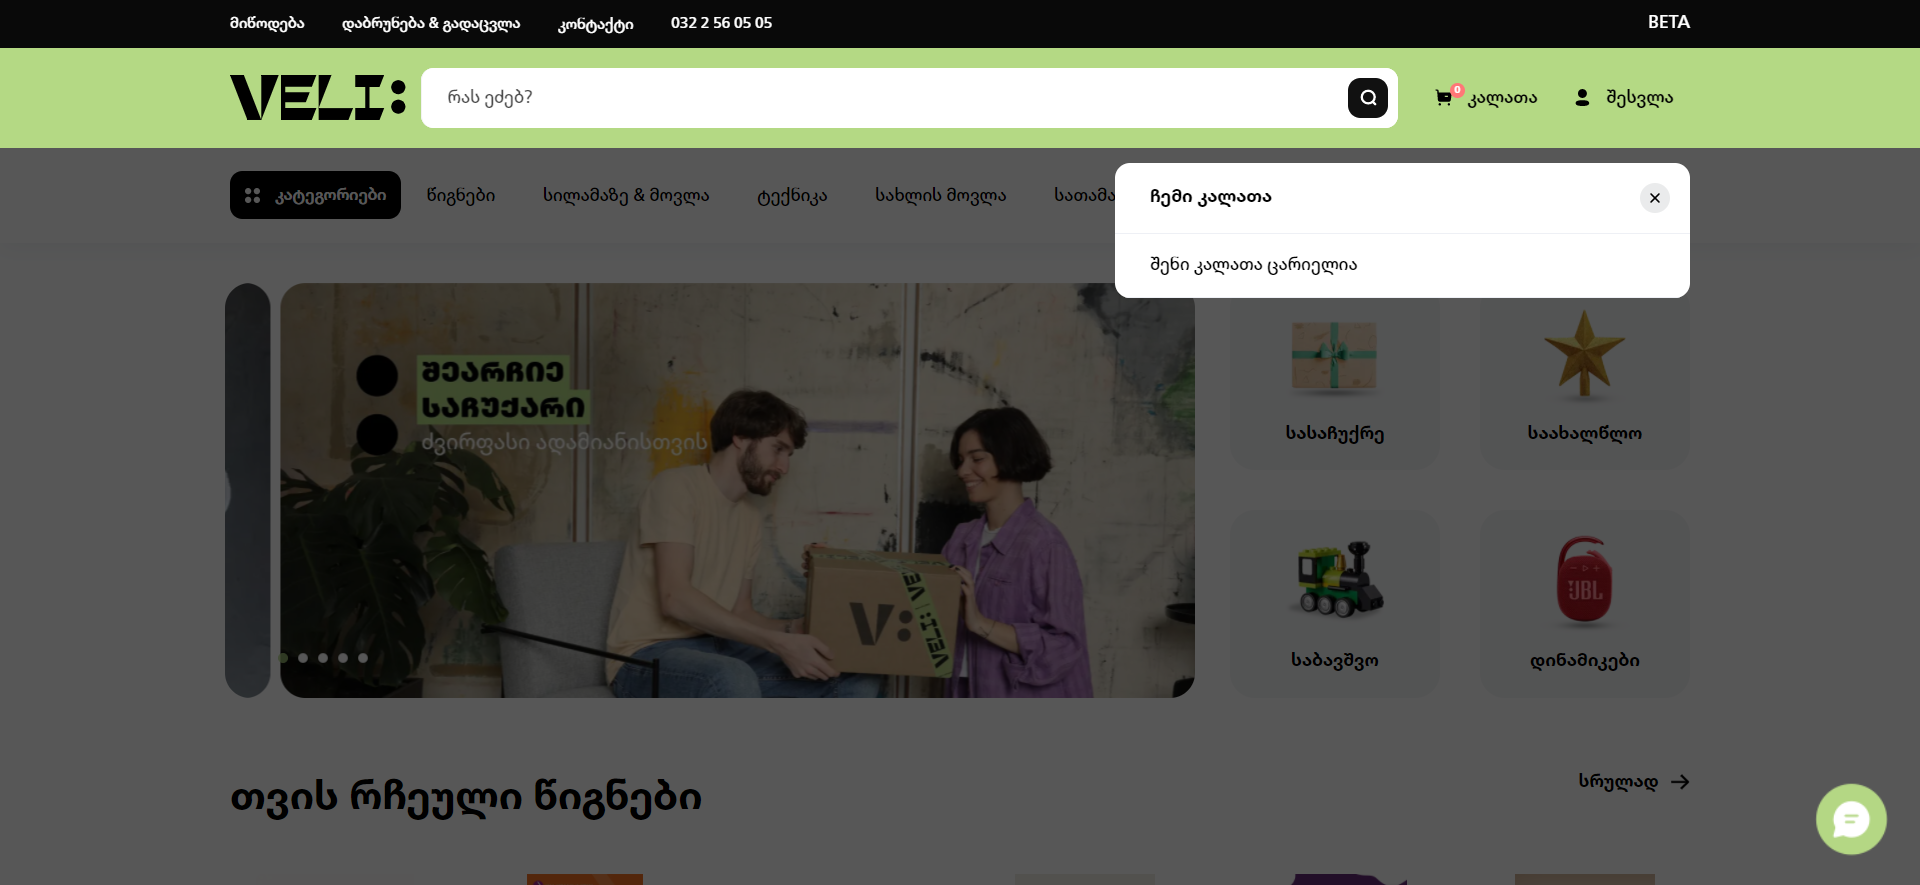 მიწოდება დაბრუნება & გადაცვლა კონტაქტი 032 2 56 05 05 BETA
VELI: რას ეძებ? 0 კალათა შესვლა
კატეგორიები წიგნები სილამაზე & მოვლა ტექნიკა სახლის მოვლა სათამა
ჩემი კალათა
შენი კალათა ცარიელია
შეარჩიე
საჩუქარი
ძვირფასი ადამიანისთვის
V:
VELI: VE
სასაჩუქრე საახალწლო
JBL
საბავშვო დინამიკები
თვის რჩეული წიგნები სრულად